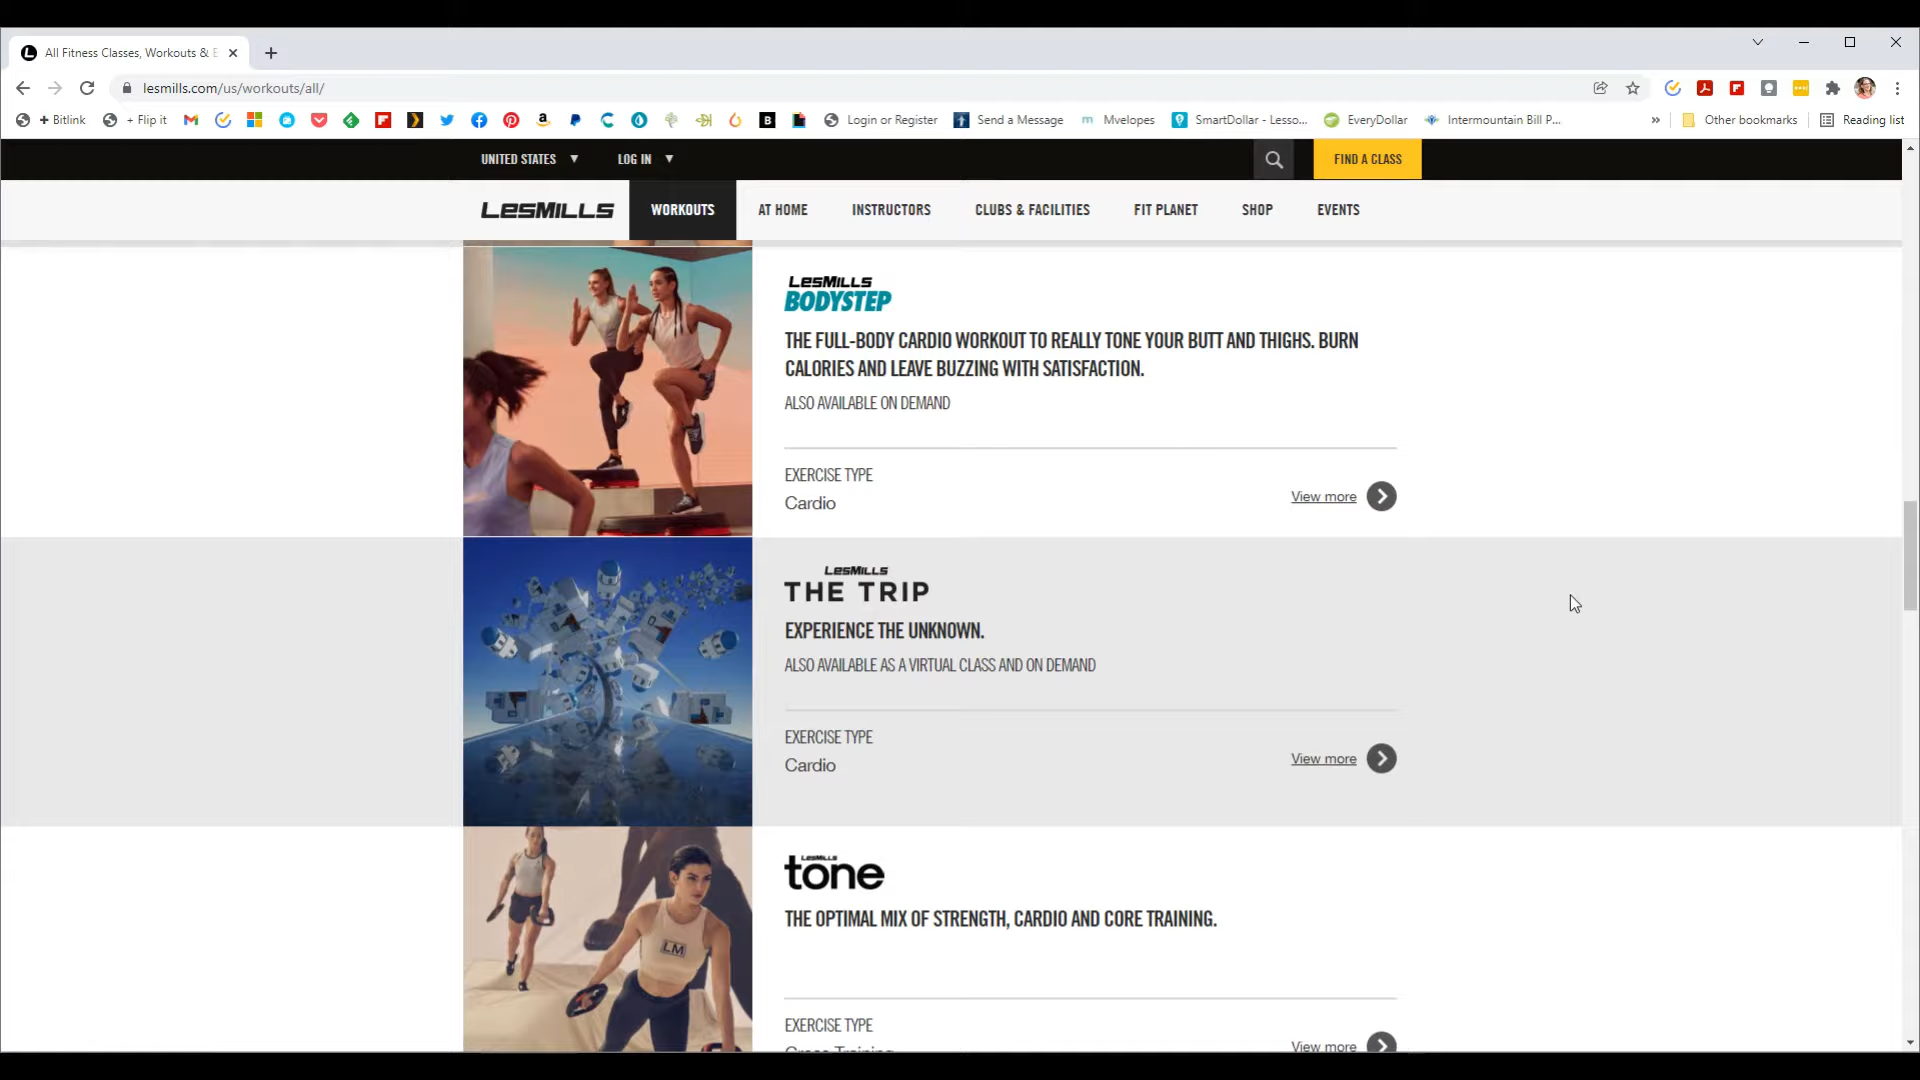 All Fitness Classes, Workouts & E
lesmills.com/us/workouts/all/
+ Bitlink
+ Flip it
B
Login or Register
Send a Message
m Mvelopes
SmartDollar - Lesso...
EveryDollar
Intermountain Bill P...
»
Other bookmarks
Reading list
UNITED STATES
LOG IN
FIND A CLASS
LESMILLS
WORKOUTS
AT HOME
INSTRUCTORS
CLUBS & FACILITIES
FIT PLANET
SHOP
EVENTS
LESMILLS
BODYSTEP
THE FULL-BODY CARDIO WORKOUT TO REALLY TONE YOUR BUTT AND THIGHS. BURN
CALORIES AND LEAVE BUZZING WITH SATISFACTION.
ALSO AVAILABLE ON DEMAND
EXERCISE TYPE
Cardio
View more
LESMILLS
THE TRIP
EXPERIENCE THE UNKNOWN.
ALSO AVAILABLE AS A VIRTUAL CLASS AND ON DEMAND
EXERCISE TYPE
Cardio
View more
LESMILLS
tone
LM
THE OPTIMAL MIX OF STRENGTH, CARDIO AND CORE TRAINING.
EXERCISE TYPE
Cross Training
View more